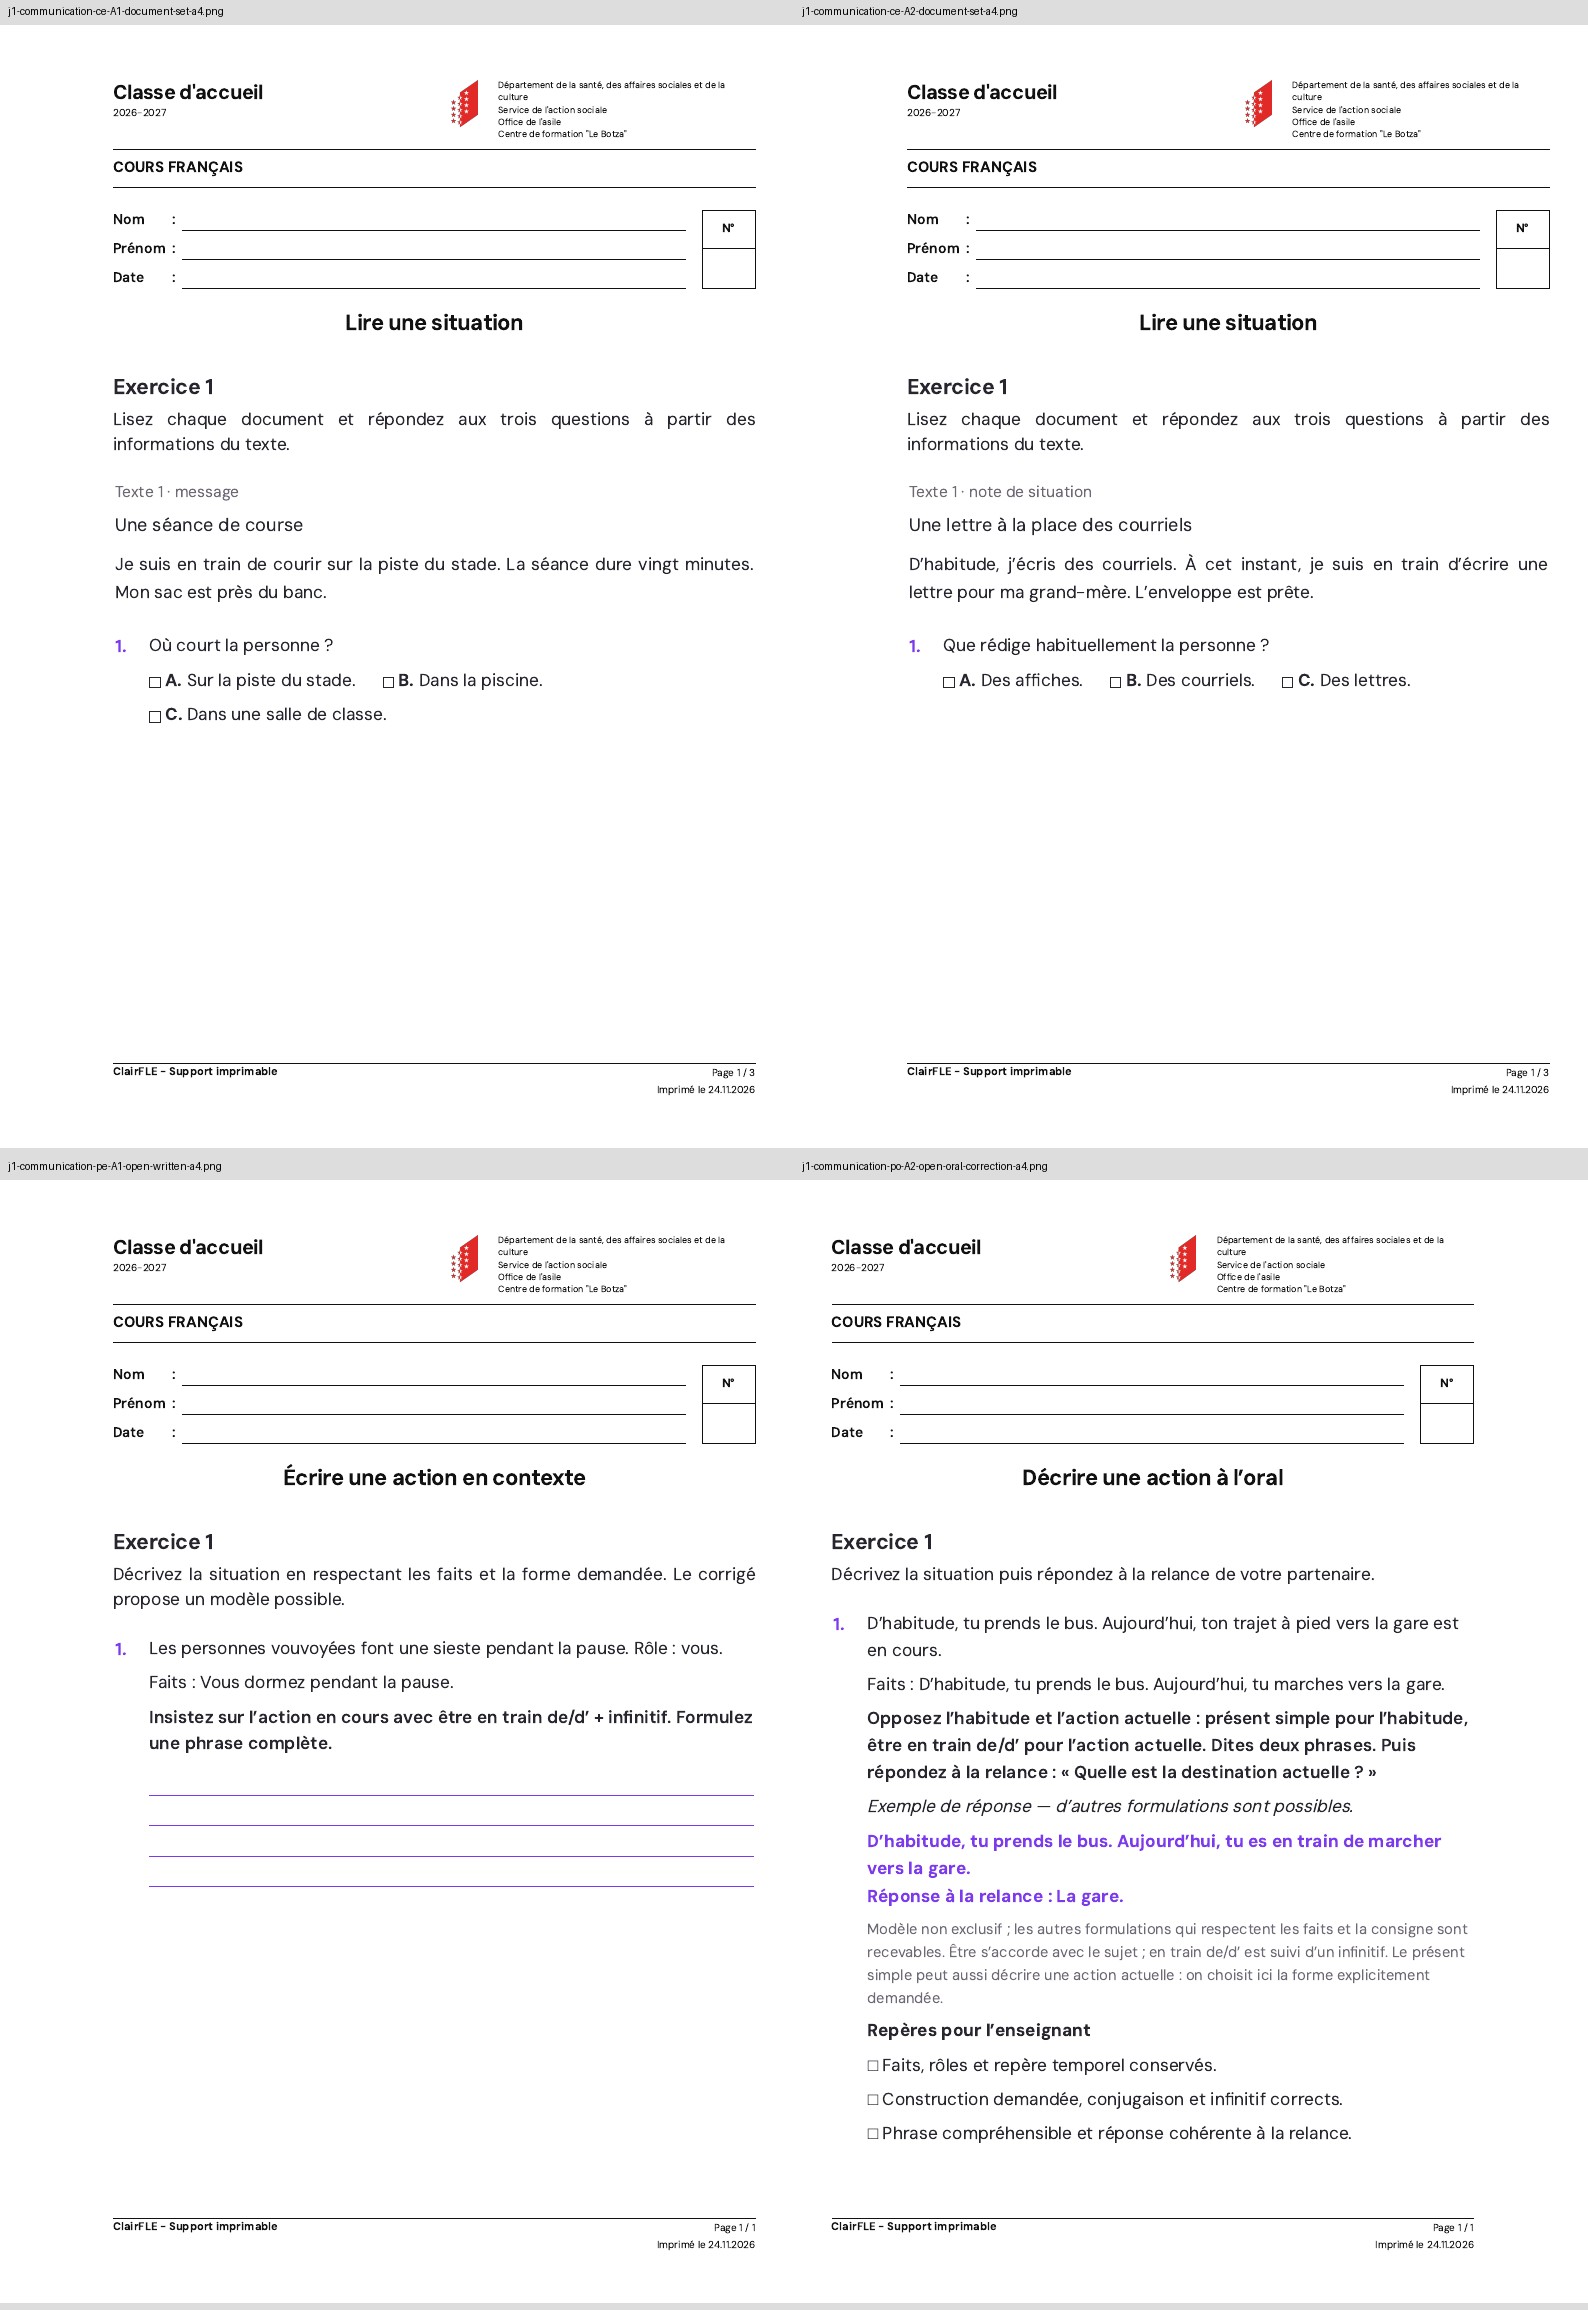 j1-communication-ce-A1-document-set-a4.png
Classe d'accueil
2026-2027
Département de la santé, des affaires sociales et de la
culture
Service de l'action sociale
Office de l'asile
Centre de formation "Le Botza"
COURS FRANÇAIS
Nom :
Prénom :
Date :
N°
Lire une situation
Exercice 1
Lisez chaque document et répondez aux trois questions à partir des
informations du texte.
Texte 1 · message
Une séance de course
Je suis en train de courir sur la piste du stade. La séance dure vingt minutes.
Mon sac est près du banc.
1. Où court la personne ?
A. Sur la piste du stade. B. Dans la piscine.
C. Dans une salle de classe.
ClairFLE – Support imprimable
Page 1 / 3
Imprimé le 24.11.2026
j1-communication-ce-A2-document-set-a4.png
Classe d'accueil
2026-2027
Département de la santé, des affaires sociales et de la
culture
Service de l'action sociale
Office de l'asile
Centre de formation "Le Botza"
COURS FRANÇAIS
Nom :
Prénom :
Date :
N°
Lire une situation
Exercice 1
Lisez chaque document et répondez aux trois questions à partir des
informations du texte.
Texte 1 · note de situation
Une lettre à la place des courriels
D’habitude, j’écris des courriels. À cet instant, je suis en train d’écrire une
lettre pour ma grand-mère. L’enveloppe est prête.
1. Que rédige habituellement la personne ?
A. Des affiches. B. Des courriels. C. Des lettres.
ClairFLE – Support imprimable
Page 1 / 3
Imprimé le 24.11.2026
j1-communication-pe-A1-open-written-a4.png
Classe d'accueil
2026-2027
Département de la santé, des affaires sociales et de la
culture
Service de l'action sociale
Office de l'asile
Centre de formation "Le Botza"
COURS FRANÇAIS
Nom :
Prénom :
Date :
N°
Écrire une action en contexte
Exercice 1
Décrivez la situation en respectant les faits et la forme demandée. Le corrigé
propose un modèle possible.
1. Les personnes vouvoyées font une sieste pendant la pause. Rôle : vous.
Faits : Vous dormez pendant la pause.
Insistez sur l’action en cours avec être en train de/d’ + infinitif. Formulez
une phrase complète.
ClairFLE – Support imprimable
Page 1 / 1
Imprimé le 24.11.2026
j1-communication-po-A2-open-oral-correction-a4.png
Classe d'accueil
2026-2027
Département de la santé, des affaires sociales et de la
culture
Service de l'action sociale
Office de l'asile
Centre de formation "Le Botza"
COURS FRANÇAIS
Nom :
Prénom :
Date :
N°
Décrire une action à l’oral
Exercice 1
Décrivez la situation puis répondez à la relance de votre partenaire.
1. D’habitude, tu prends le bus. Aujourd’hui, ton trajet à pied vers la gare est
en cours.
Faits : D’habitude, tu prends le bus. Aujourd’hui, tu marches vers la gare.
Opposez l’habitude et l’action actuelle : présent simple pour l’habitude,
être en train de/d’ pour l’action actuelle. Dites deux phrases. Puis
répondez à la relance : « Quelle est la destination actuelle ? »
Exemple de réponse — d’autres formulations sont possibles.
D’habitude, tu prends le bus. Aujourd’hui, tu es en train de marcher
vers la gare.
Réponse à la relance : La gare.
Modèle non exclusif ; les autres formulations qui respectent les faits et la consigne sont
recevables. Être s’accorde avec le sujet ; en train de/d’ est suivi d’un infinitif. Le présent
simple peut aussi décrire une action actuelle : on choisit ici la forme explicitement
demandée.
Repères pour l’enseignant
Faits, rôles et repère temporel conservés.
Construction demandée, conjugaison et infinitif corrects.
Phrase compréhensible et réponse cohérente à la relance.
ClairFLE – Support imprimable
Page 1 / 1
Imprimé le 24.11.2026